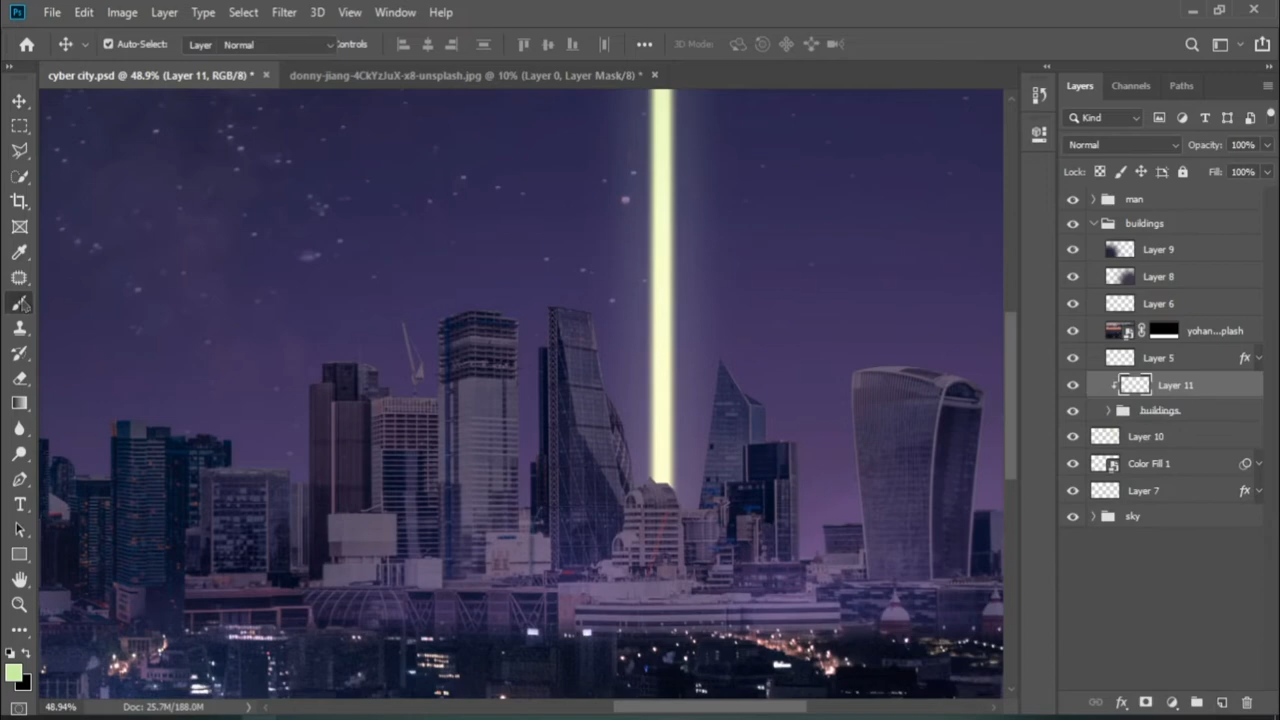 Ps File Edit Image Layer Type Select Filter 3D View Window Help
Auto-Select: Layer Normal Controls 3D Mode:
cyber city.psd @ 48.9% (Layer 11, RGB/8) * × donny-jiang-4CkYzJuX-x8-unsplash.jpg @ 10% (Layer 0, Layer Mask/8) * ×
Layers Channels Paths
Kind
Normal Opacity: 100%
Lock: Fill: 100%
man
buildings
Layer 9
Layer 8
Layer 6
yohan...plash
Layer 5 fx
Layer 11
buildings.
Layer 10
Color Fill 1
Layer 7 fx
sky
48.94% Doc: 25.7M/188.0M